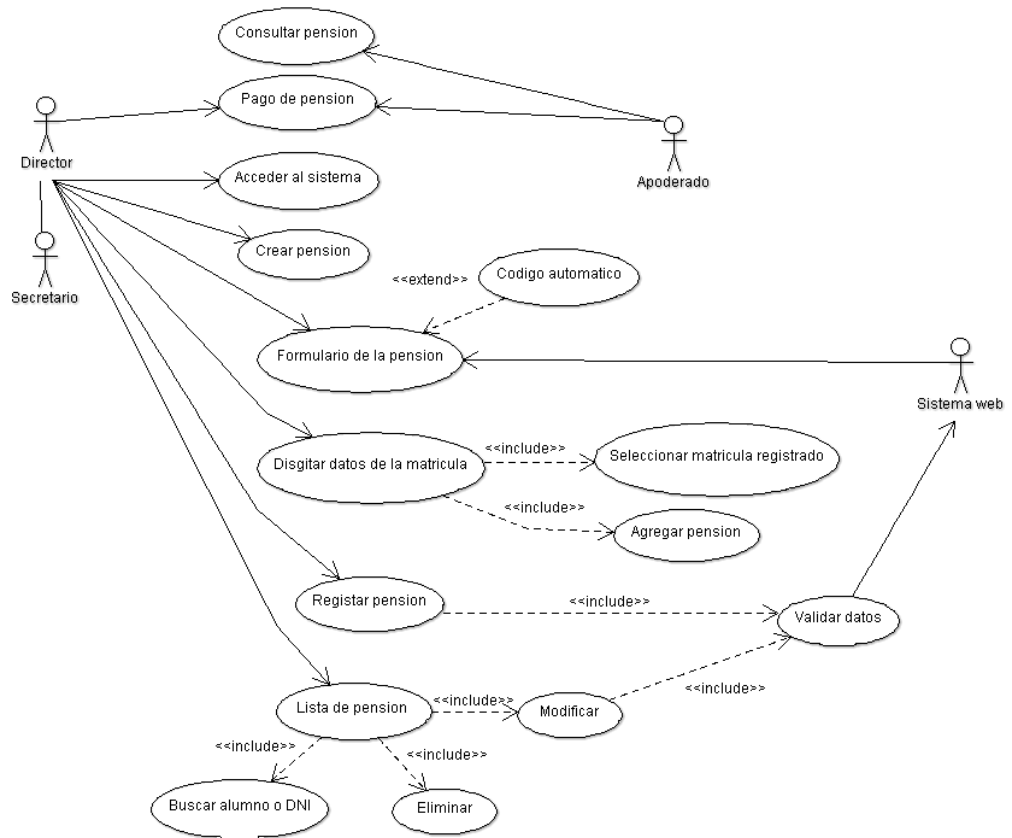 Consultar pension
Pago de pension
Director
Apoderado
Acceder al sistema
Crear pension
Secretario
<<extend>>
Codigo automatico
Formulario de la pension
Sistema web
Disgitar datos de la matricula
<<include>>
Seleccionar matricula registrado
<<include>>
Agregar pension
Registar pension
<<include>>
Validar datos
Lista de pension
<<include>>
Modificar
<<include>>
<<include>>
<<include>>
Buscar alumno o DNI
Eliminar